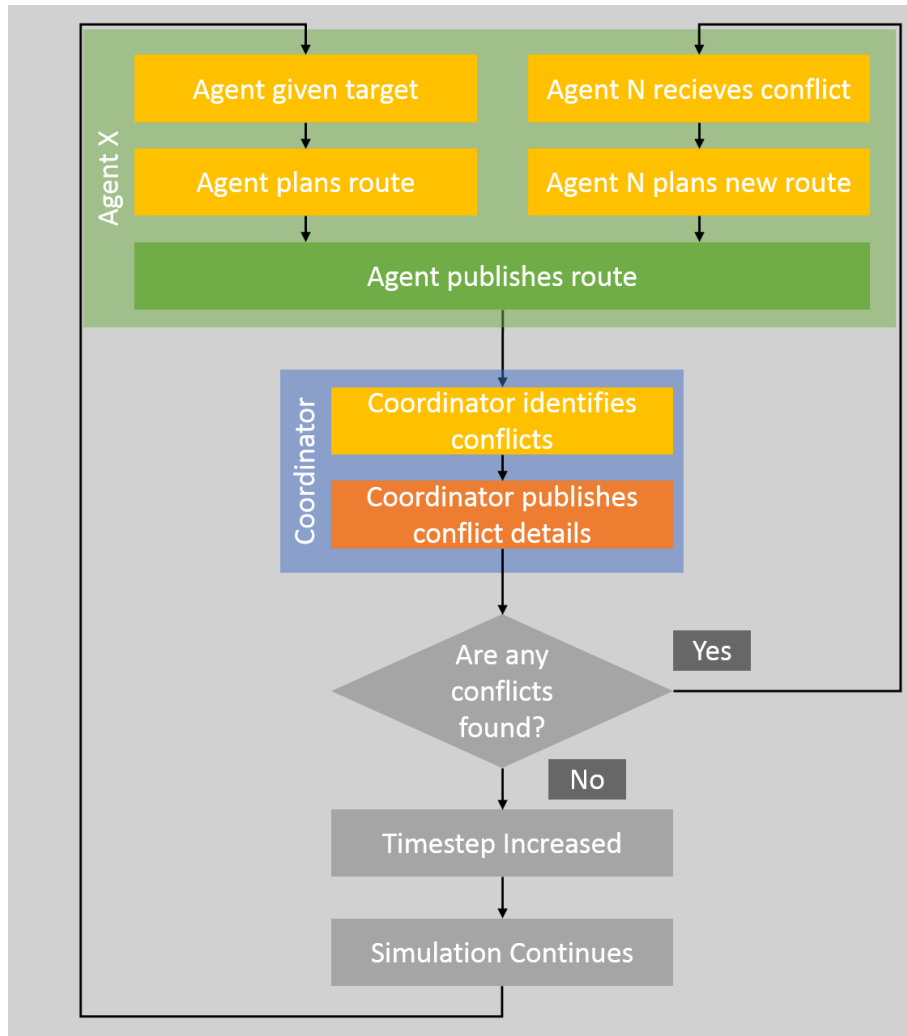 Agent X
Agent given target
Agent N recieves conflict
Agent plans route
Agent N plans new route
Agent publishes route
Coordinator
Coordinator identifies
conflicts
Coordinator publishes
conflict details
Are any
conflicts
found?
Yes
No
Timestep Increased
Simulation Continues